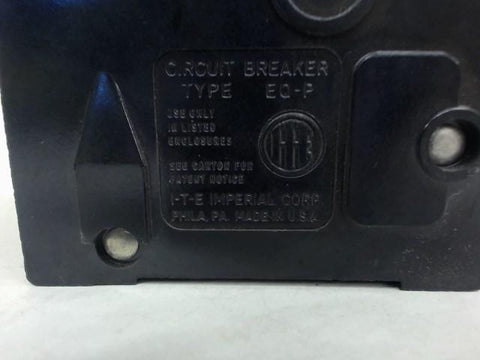 CIRCUIT BREAKER
TYPE EQ-P
USE ONLY
IN LISTED
ENCLOSURES
ITE
SEE CARTON FOR
PATENT NOTICE
I-T-E IMPERIAL CORP.
PHILA. PA. MADE IN U.S.A.